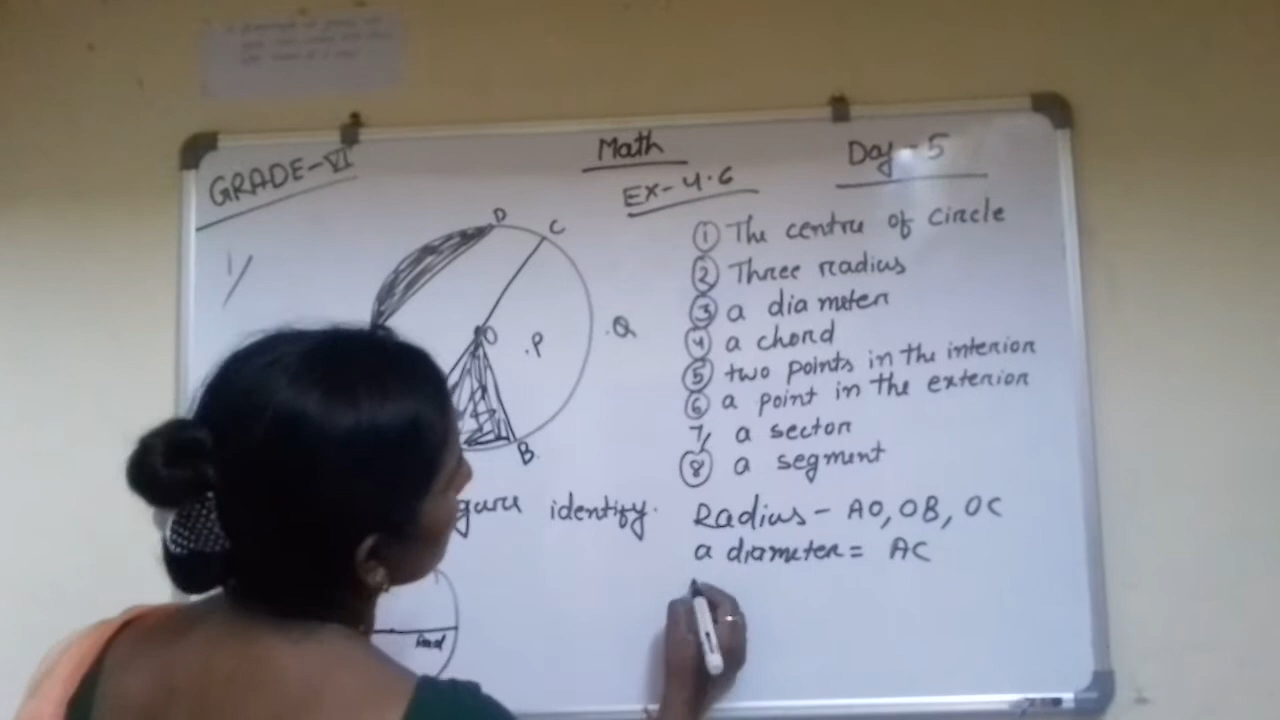 GRADE-VI
Math
Day - 5
Ex-4.6
1/
D
C
O
.P
.Q
B
① The centre of circle
② Three radius
③ a diameter
④ a chord
⑤ two points in the interior
⑥ a point in the exterior
7, a sector
⑧ a segment
identify.
Radius - AO, OB, OC
a diameter = AC